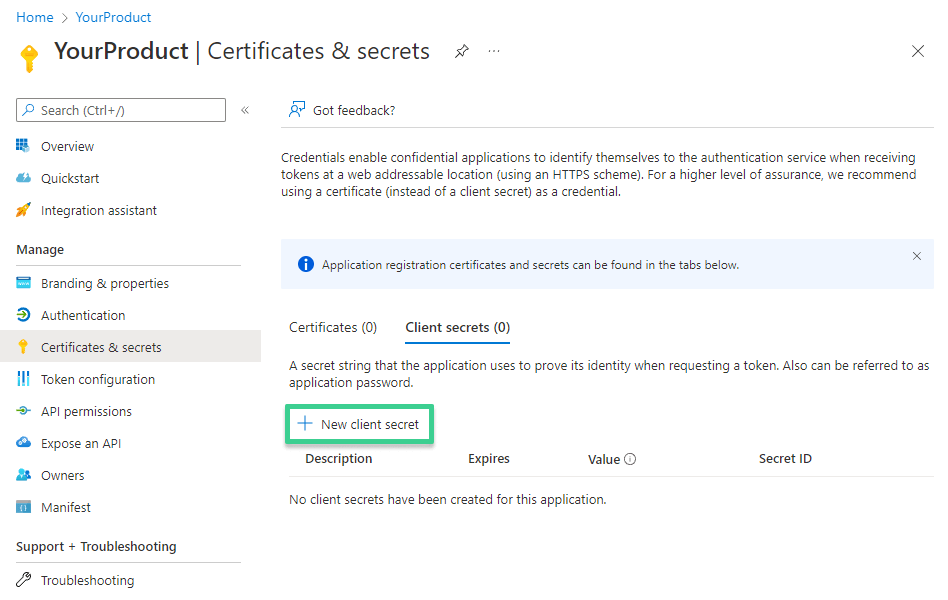 Home > YourProduct
YourProduct | Certificates & secrets
Search (Ctrl+/)
«
Overview
Quickstart
Integration assistant
Manage
Branding & properties
Authentication
Certificates & secrets
Token configuration
API permissions
Expose an API
Owners
Manifest
Support + Troubleshooting
Troubleshooting
Got feedback?
Credentials enable confidential applications to identify themselves to the authentication service when receiving
tokens at a web addressable location (using an HTTPS scheme). For a higher level of assurance, we recommend
using a certificate (instead of a client secret) as a credential.
Application registration certificates and secrets can be found in the tabs below.
Certificates (0) Client secrets (0)
A secret string that the application uses to prove its identity when requesting a token. Also can be referred to as
application password.
New client secret
Description Expires Value Secret ID
No client secrets have been created for this application.